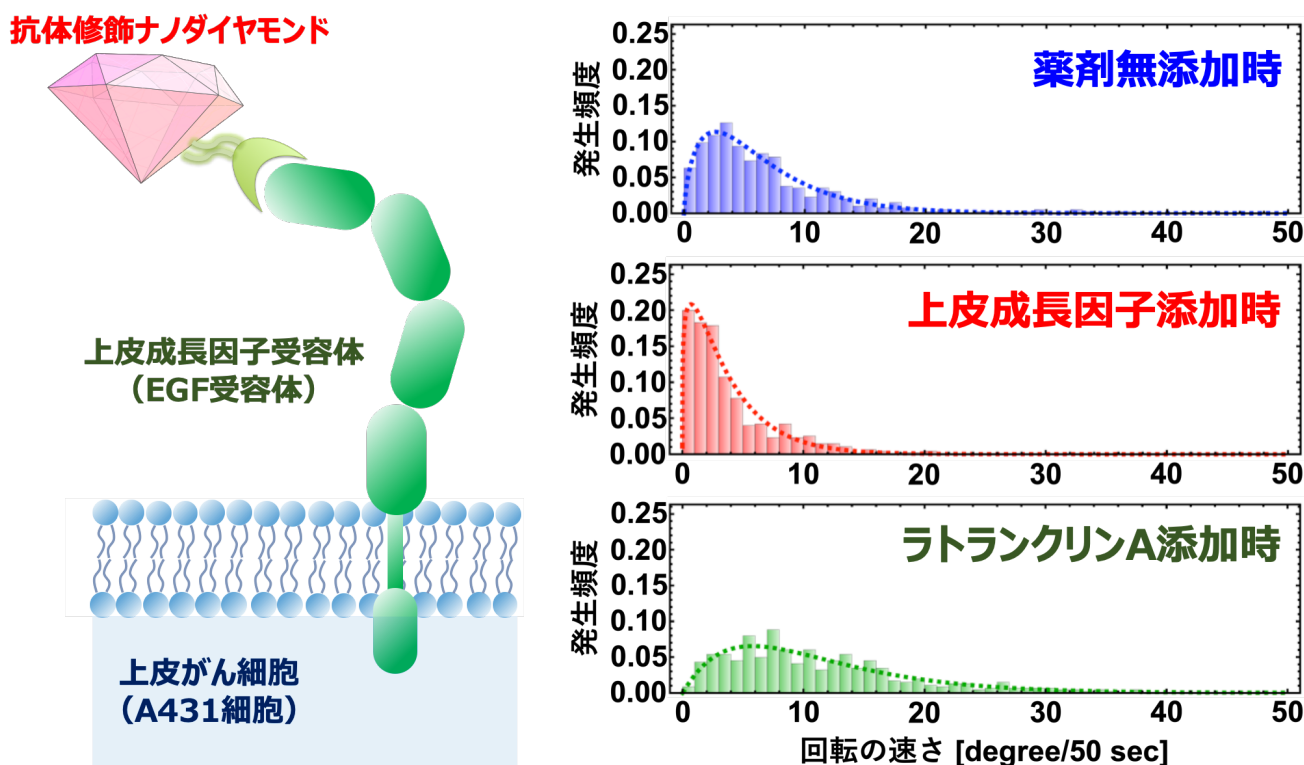 抗体修飾ナノダイヤモンド
上皮成長因子受容体
（EGF受容体）
上皮がん細胞
（A431細胞）
薬剤無添加時
発生頻度
0.25
0.20
0.15
0.10
0.05
0.00
0 10 20 30 40 50
上皮成長因子添加時
発生頻度
0.25
0.20
0.15
0.10
0.05
0.00
0 10 20 30 40 50
ラトランクリンA添加時
発生頻度
0.25
0.20
0.15
0.10
0.05
0.00
0 10 20 30 40 50
回転の速さ [degree/50 sec]